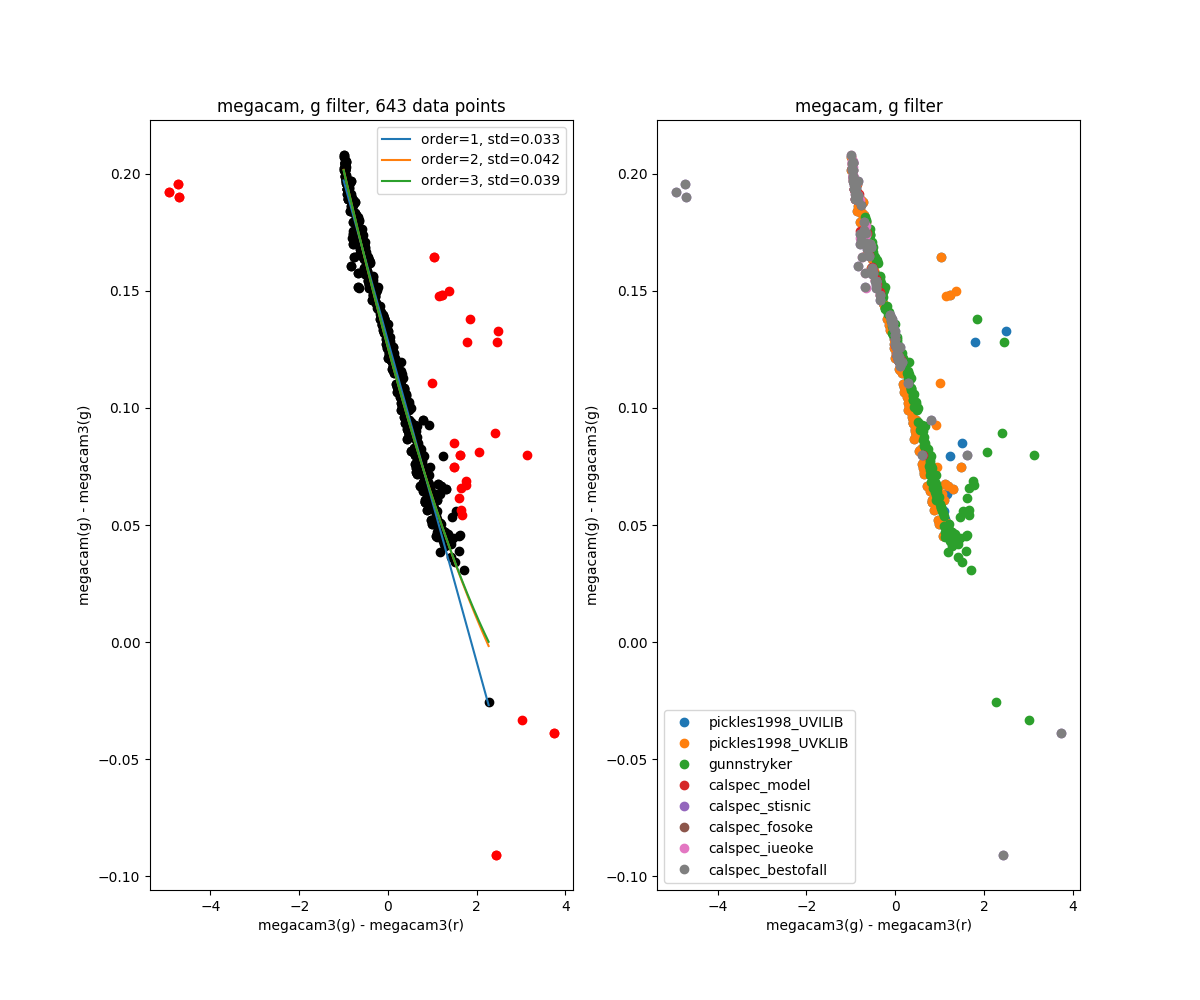 megacam, g filter, 643 data points
order=1, std=0.033
order=2, std=0.042
order=3, std=0.039
0.20
0.15
0.10
0.05
0.00
−0.05
−0.10
megacam(g) - megacam3(g)
−4
−2
0
2
4
megacam3(g) - megacam3(r)
megacam, g filter
0.20
0.15
0.10
0.05
0.00
−0.05
−0.10
megacam(g) - megacam3(g)
pickles1998_UVILIB
pickles1998_UVKLIB
gunnstryker
calspec_model
calspec_stisnic
calspec_fosoke
calspec_iueoke
calspec_bestofall
−4
−2
0
2
4
megacam3(g) - megacam3(r)